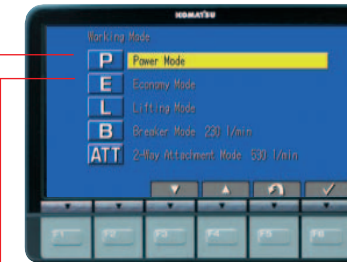 KOMATSU
Working Mode
P Power Mode
E Economy Mode
L Lifting Mode
B Breaker Mode 230 l/min
ATT 2-Way Attachment Mode 530 l/min
F1 F2 F3 F4 F5 F6